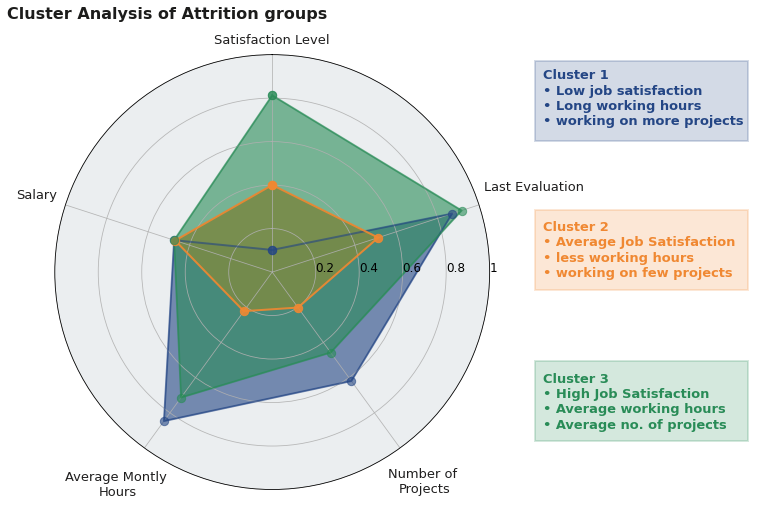 Cluster Analysis of Attrition groups
Satisfaction Level
Cluster 1
• Low job satisfaction
• Long working hours
• working on more projects
Last Evaluation
Salary
Cluster 2
• Average Job Satisfaction
• less working hours
• working on few projects
0.2 0.4 0.6 0.8 1
Cluster 3
• High Job Satisfaction
• Average working hours
• Average no. of projects
Average Montly
Hours
Number of
Projects